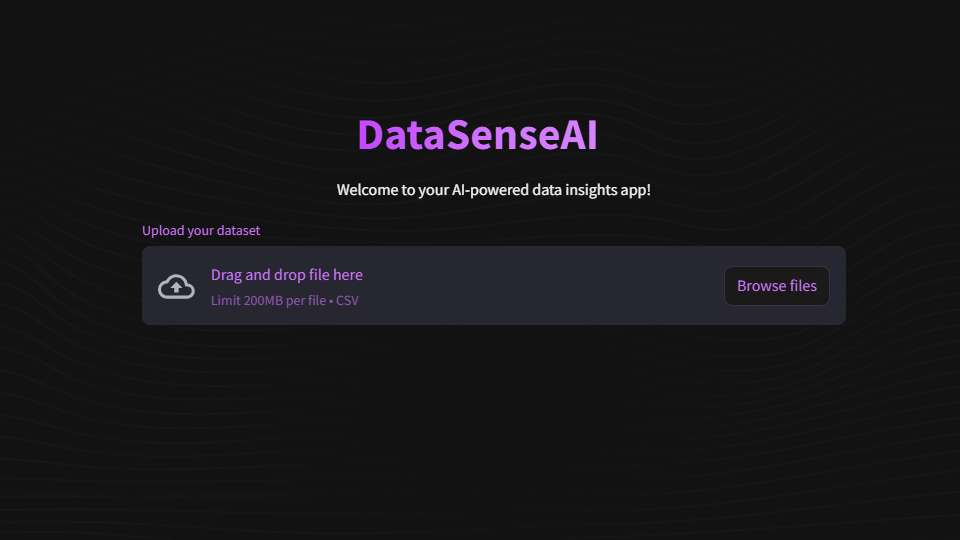 DataSenseAI
Welcome to your AI-powered data insights app!
Upload your dataset
Drag and drop file here
Limit 200MB per file • CSV
Browse files